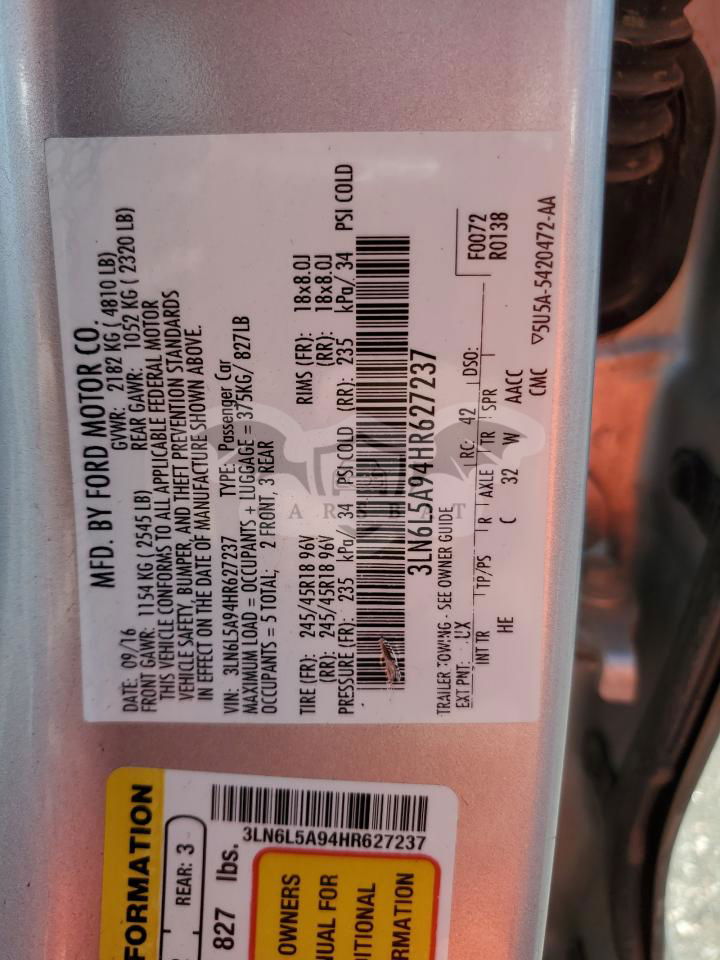 MFD. BY FORD MOTOR CO.
DATE: 09/16 GVWR: 2182 KG ( 4810 LB)
FRONT GAWR: 1154 KG ( 2545 LB) REAR GAWR: 1052 KG ( 2320 LB)
THIS VEHICLE CONFORMS TO ALL APPLICABLE FEDERAL MOTOR
VEHICLE SAFETY, BUMPER, AND THEFT PREVENTION STANDARDS
IN EFFECT ON THE DATE OF MANUFACTURE SHOWN ABOVE.
VIN: 3LN6L5A94HR627237 TYPE: Passenger Car
MAXIMUM LOAD = OCCUPANTS + LUGGAGE = 375KG/ 827LB
OCCUPANTS = 5 TOTAL; 2 FRONT, 3 REAR
TIRE (FR): 245/45R18 96V RIMS (FR): 18x8.0J
(RR): 245/45R18 96V (RR): 18x8.0J
PRESSURE (FR): 235 kPa/ 34 PSI COLD (RR): 235 kPa/ 34 PSI COLD
3LN6L5A94HR627237
TRAILER TOWING - SEE OWNER GUIDE
EXT PNT: UX RC: 42 DSO: F0072
R0138
INT TR TP/PS R AXLE TR SPR
HE C 32 W AACC
CMC
5U5A-5420472-AA
FORMATION
REAR: 3
827 lbs.
3LN6L5A94HR627237
OWNERS